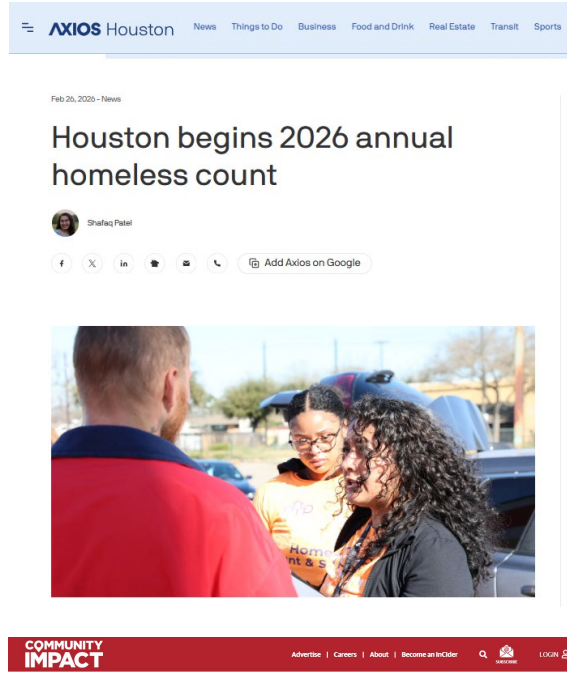 AXIOS Houston News Things to Do Business Food and Drink Real Estate Transit Sports
Feb 26, 2026 - News
Houston begins 2026 annual
homeless count
Shafaq Patel
Add Axios on Google
Home
nt & S
COMMUNITY
IMPACT
Advertise | Careers | About | Become an InCider SUBSCRIBE LOGIN